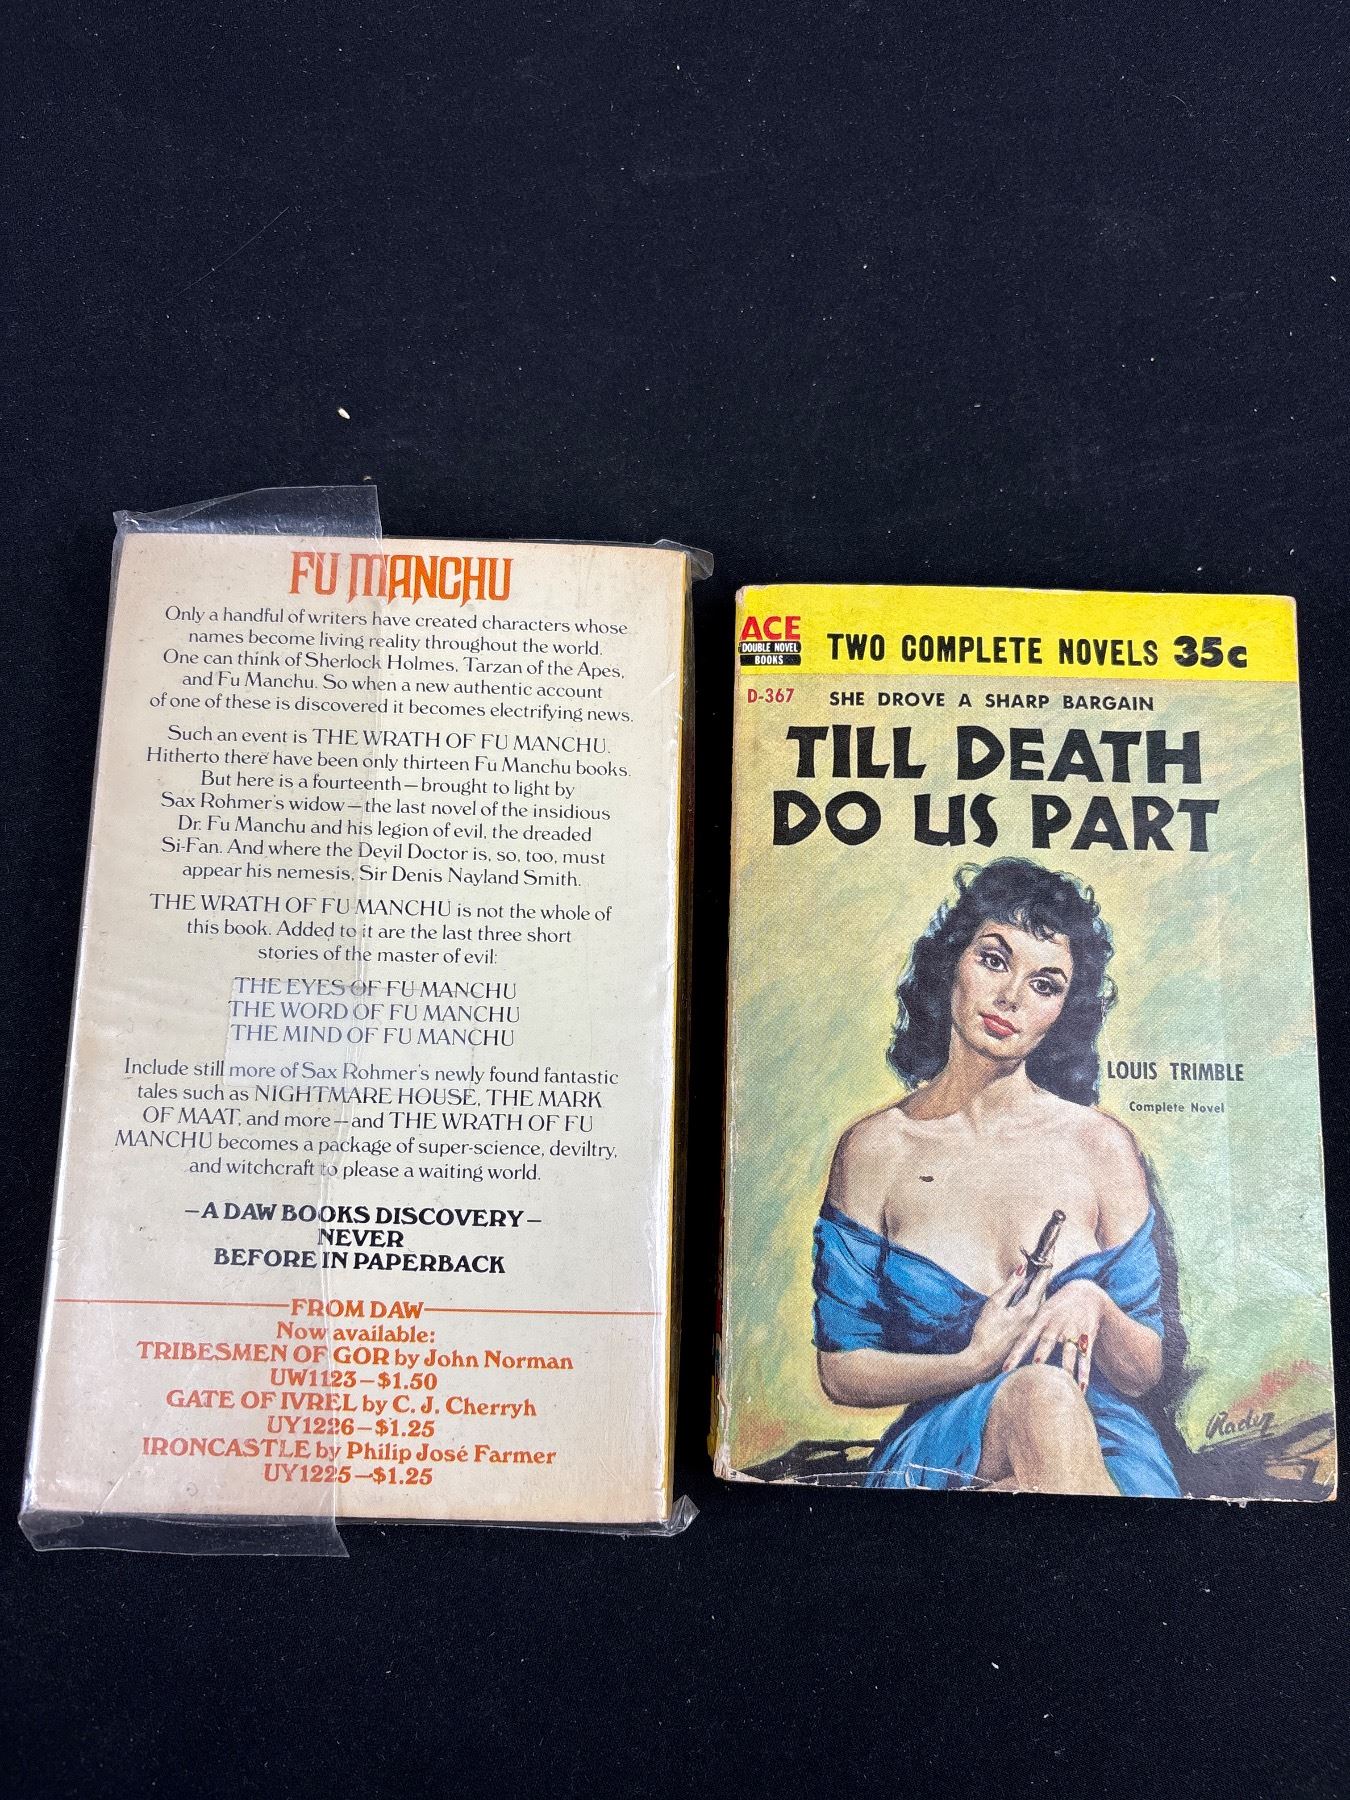 FU MANCHU
Only a handful of writers have created characters whose
names become living reality throughout the world.
One can think of Sherlock Holmes, Tarzan of the Apes,
and Fu Manchu. So when a new authentic account
of one of these is discovered it becomes electrifying news.
Such an event is THE WRATH OF FU MANCHU.
Hitherto there have been only thirteen Fu Manchu books.
But here is a fourteenth—brought to light by
Sax Rohmer's widow—the last novel of the insidious
Dr. Fu Manchu and his legion of evil, the dreaded
Si-Fan. And where the Devil Doctor is, so, too, must
appear his nemesis, Sir Denis Nayland Smith.
THE WRATH OF FU MANCHU is not the whole of
this book. Added to it are the last three short
stories of the master of evil:
THE EYES OF FU MANCHU
THE WORD OF FU MANCHU
THE MIND OF FU MANCHU
Include still more of Sax Rohmer's newly found fantastic
tales such as NIGHTMARE HOUSE, THE MARK
OF MAAT, and more—and THE WRATH OF FU
MANCHU becomes a package of super-science, deviltry,
and witchcraft to please a waiting world.
—A DAW BOOKS DISCOVERY—
NEVER
BEFORE IN PAPERBACK
FROM DAW
Now available:
TRIBESMEN OF GOR by John Norman
UW1123—$1.50
GATE OF IVREL by C. J. Cherryh
UY1226—$1.25
IRONCASTLE by Philip José Farmer
UY1225—$1.25
ACE
DOUBLE NOVEL
BOOKS
TWO COMPLETE NOVELS 35c
D-367
SHE DROVE A SHARP BARGAIN
TILL DEATH
DO US PART
LOUIS TRIMBLE
Complete Novel
Rader